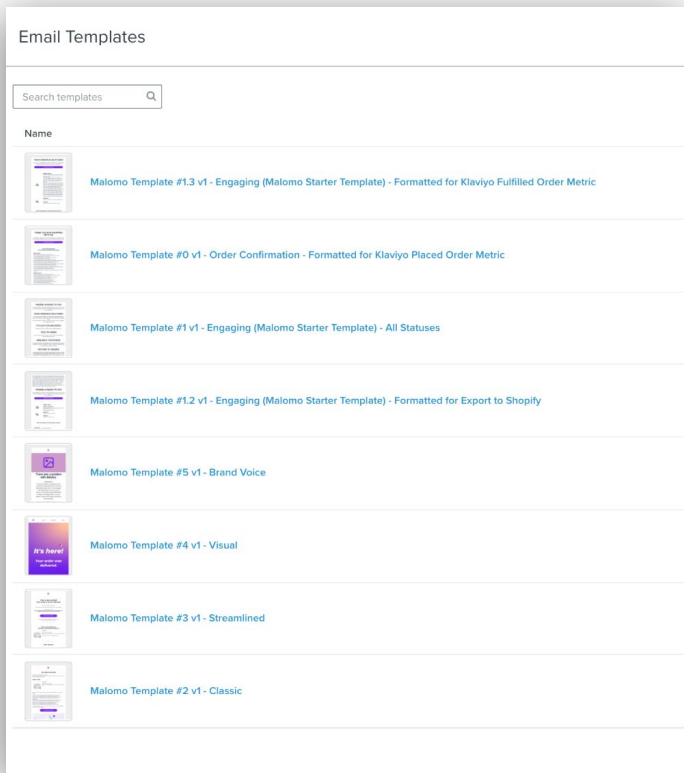 Email Templates
Search templates
Name
Malomo Template #1.3 v1 - Engaging (Malomo Starter Template) - Formatted for Klaviyo Fulfilled Order Metric
Malomo Template #0 v1 - Order Confirmation - Formatted for Klaviyo Placed Order Metric
Malomo Template #1 v1 - Engaging (Malomo Starter Template) - All Statuses
Malomo Template #1.2 v1 - Engaging (Malomo Starter Template) - Formatted for Export to Shopify
Malomo Template #5 v1 - Brand Voice
It's here!
Your order was
delivered.
Malomo Template #4 v1 - Visual
Malomo Template #3 v1 - Streamlined
Malomo Template #2 v1 - Classic